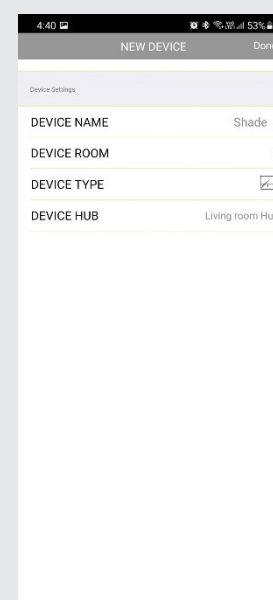 4:40 53%
NEW DEVICE Don
Device Settings
DEVICE NAME Shade
DEVICE ROOM
DEVICE TYPE
DEVICE HUB Living room Hu